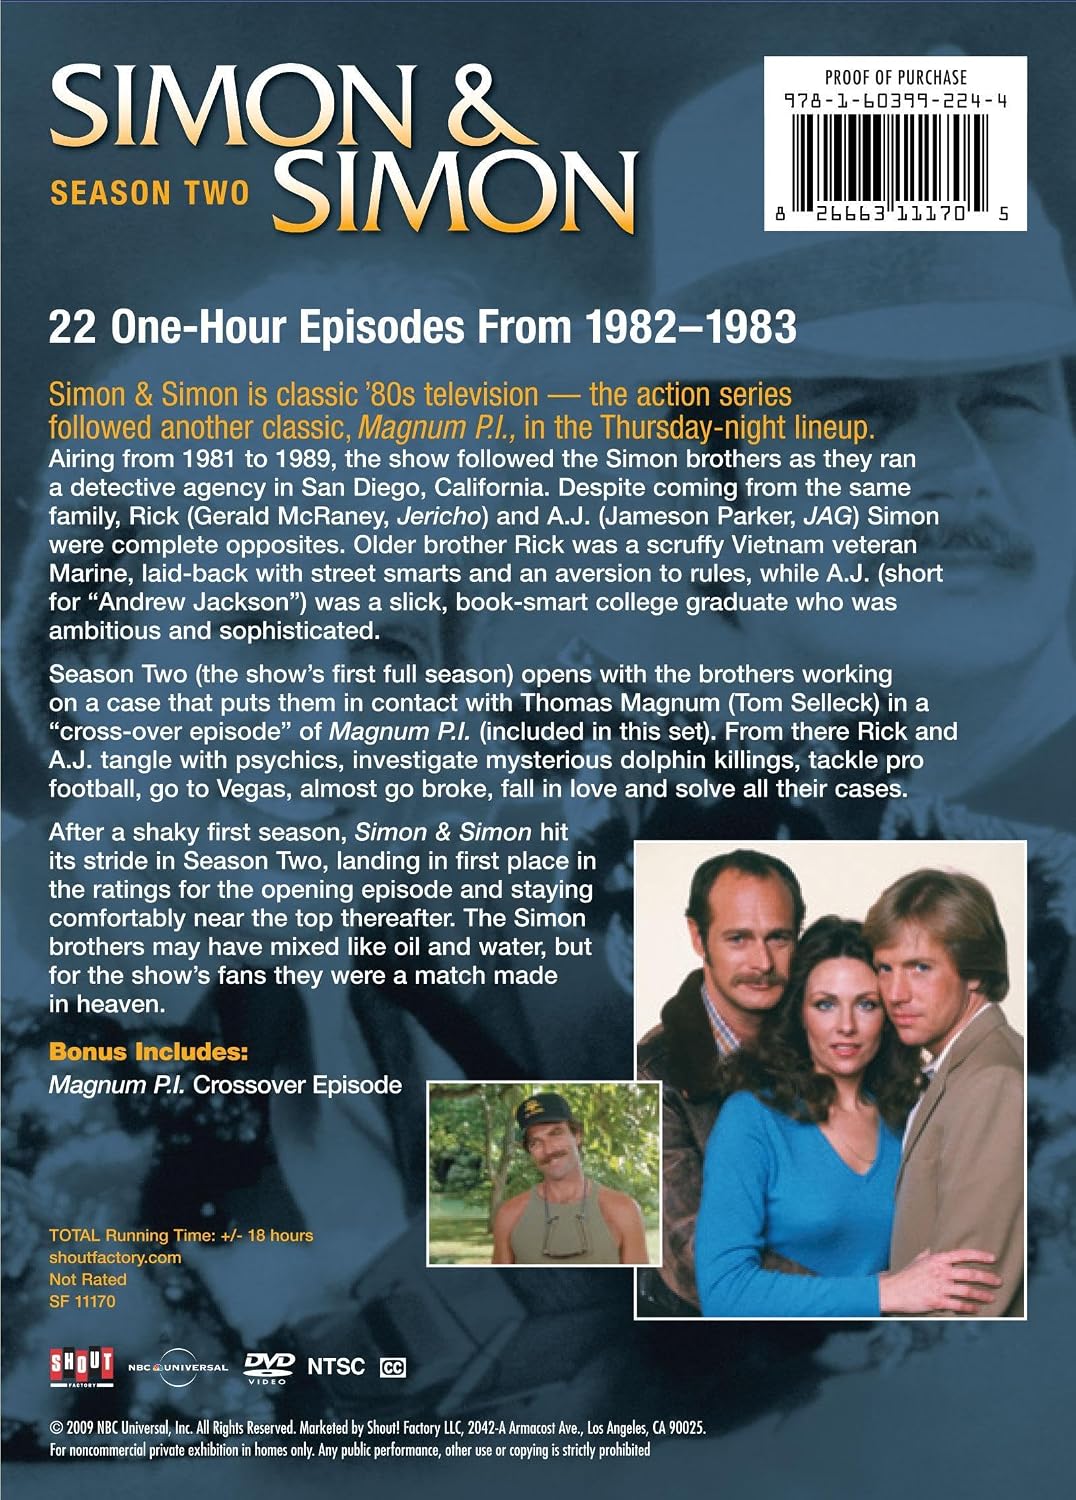 SIMON &
SIMON
SEASON TWO
PROOF OF PURCHASE
978-1-60399-224-4
8 26663 11170 5
22 One-Hour Episodes From 1982–1983
Simon & Simon is classic ’80s television — the action series
followed another classic, Magnum P.I., in the Thursday-night lineup.
Airing from 1981 to 1989, the show followed the Simon brothers as they ran
a detective agency in San Diego, California. Despite coming from the same
family, Rick (Gerald McRaney, Jericho) and A.J. (Jameson Parker, JAG) Simon
were complete opposites. Older brother Rick was a scruffy Vietnam veteran
Marine, laid-back with street smarts and an aversion to rules, while A.J. (short
for “Andrew Jackson”) was a slick, book-smart college graduate who was
ambitious and sophisticated.
Season Two (the show’s first full season) opens with the brothers working
on a case that puts them in contact with Thomas Magnum (Tom Selleck) in a
“cross-over episode” of Magnum P.I. (included in this set). From there Rick and
A.J. tangle with psychics, investigate mysterious dolphin killings, tackle pro
football, go to Vegas, almost go broke, fall in love and solve all their cases.
After a shaky first season, Simon & Simon hit
its stride in Season Two, landing in first place in
the ratings for the opening episode and staying
comfortably near the top thereafter. The Simon
brothers may have mixed like oil and water, but
for the show’s fans they were a match made
in heaven.
Bonus Includes:
Magnum P.I. Crossover Episode
TOTAL Running Time: +/- 18 hours
shoutfactory.com
Not Rated
SF 11170
SHOUT FACTORY NBC UNIVERSAL DVD VIDEO NTSC CC
© 2009 NBC Universal, Inc. All Rights Reserved. Marketed by Shout! Factory LLC, 2042-A Armacost Ave., Los Angeles, CA 90025.
For noncommercial private exhibition in homes only. Any public performance, other use or copying is strictly prohibited